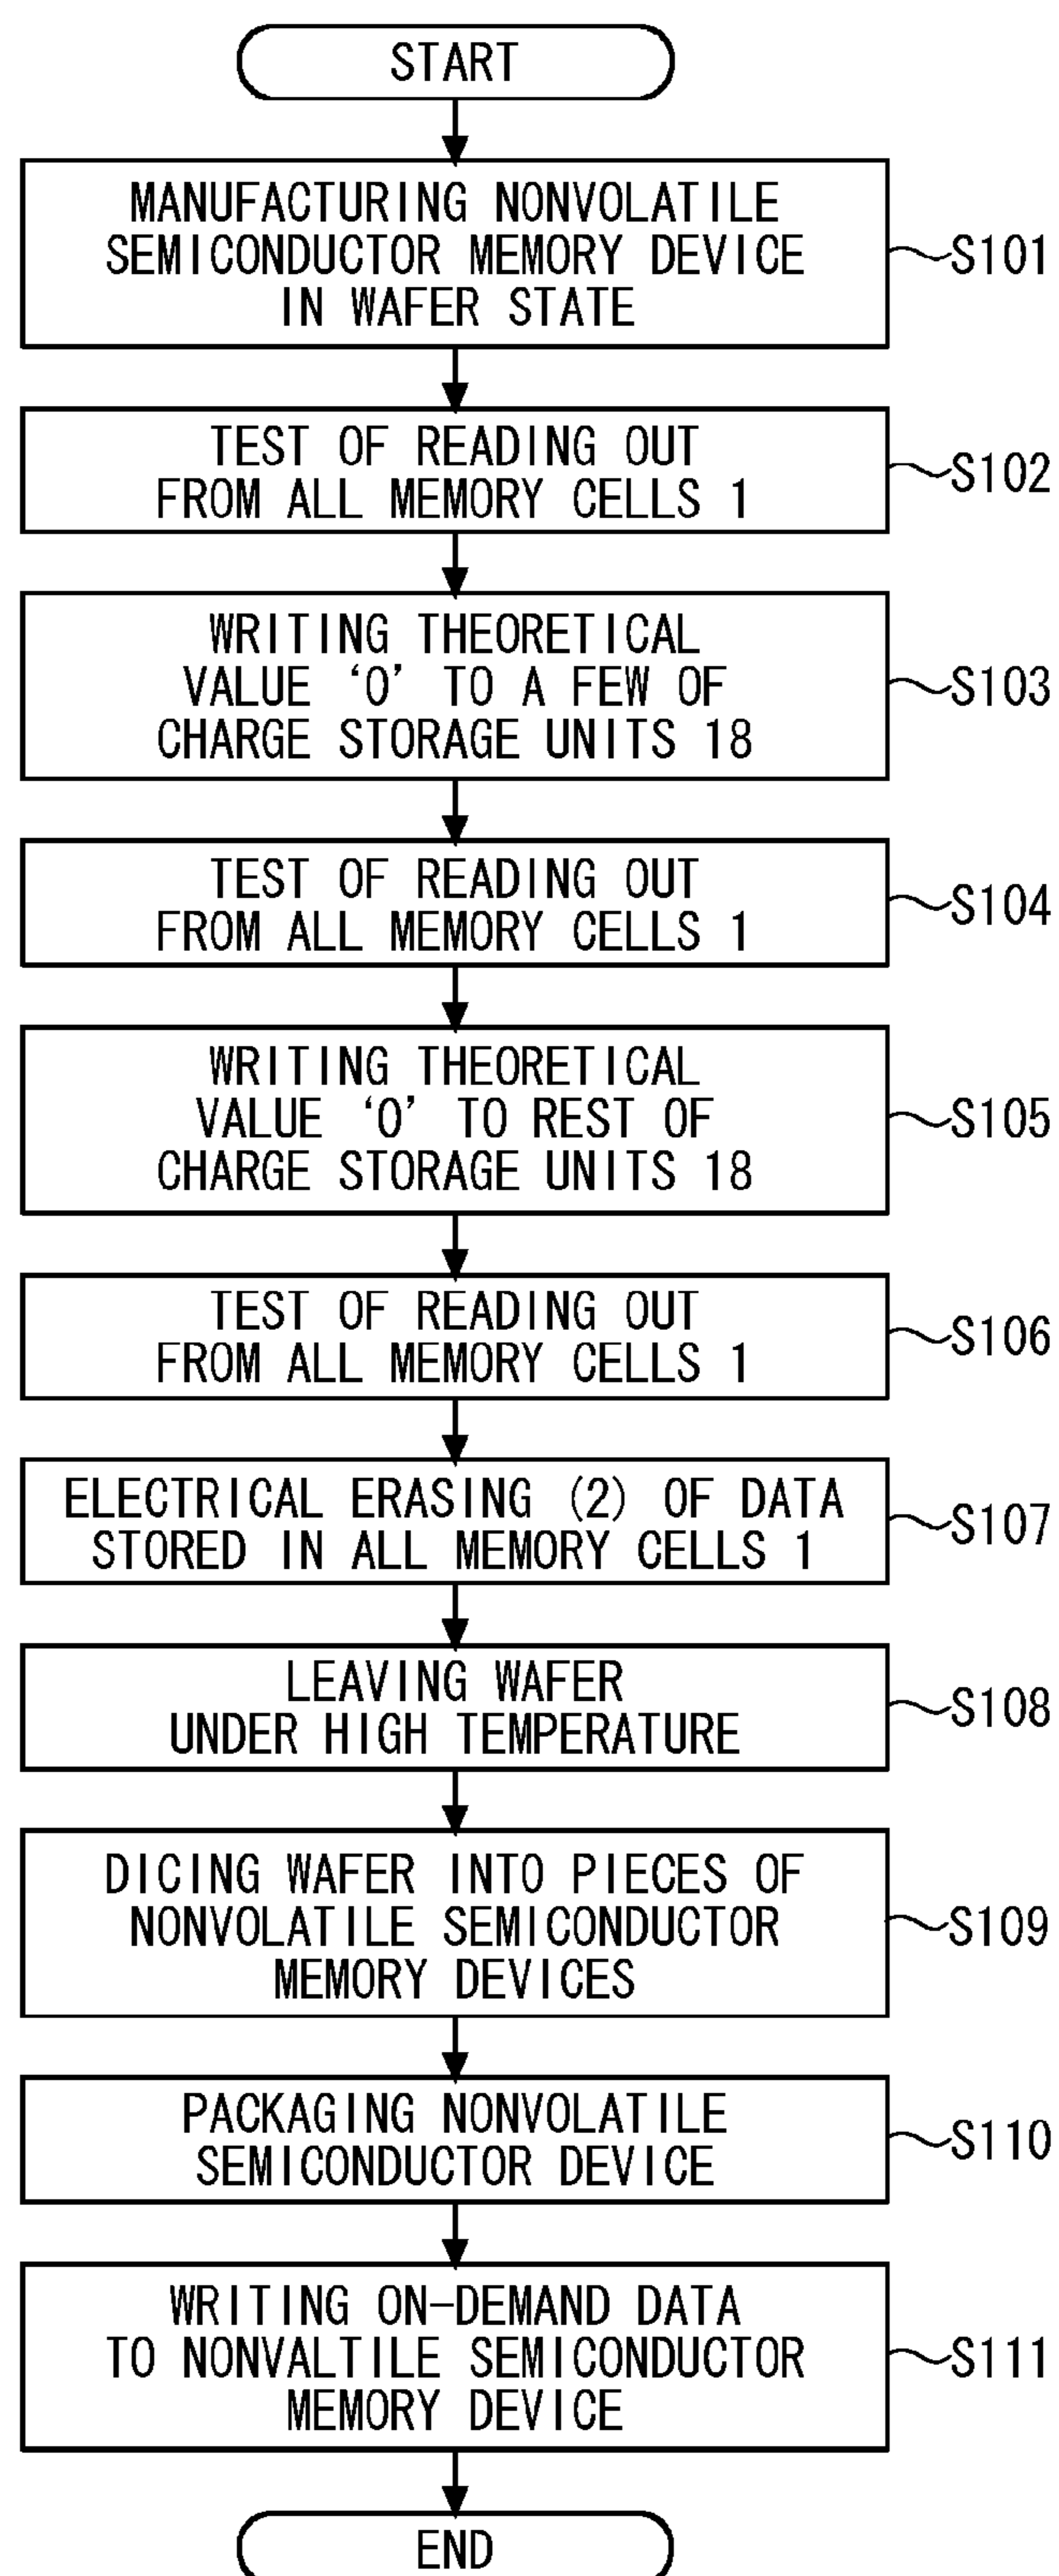 START
MANUFACTURING NONVOLATILE
SEMICONDUCTOR MEMORY DEVICE
IN WAFER STATE
S101
TEST OF READING OUT
FROM ALL MEMORY CELLS 1
S102
WRITING THEORETICAL
VALUE ‘0’ TO A FEW OF
CHARGE STORAGE UNITS 18
S103
TEST OF READING OUT
FROM ALL MEMORY CELLS 1
S104
WRITING THEORETICAL
VALUE ‘0’ TO REST OF
CHARGE STORAGE UNITS 18
S105
TEST OF READING OUT
FROM ALL MEMORY CELLS 1
S106
ELECTRICAL ERASING (2) OF DATA
STORED IN ALL MEMORY CELLS 1
S107
LEAVING WAFER
UNDER HIGH TEMPERATURE
S108
DICING WAFER INTO PIECES OF
NONVOLATILE SEMICONDUCTOR
MEMORY DEVICES
S109
PACKAGING NONVOLATILE
SEMICONDUCTOR DEVICE
S110
WRITING ON-DEMAND DATA
TO NONVALTILE SEMICONDUCTOR
MEMORY DEVICE
S111
END